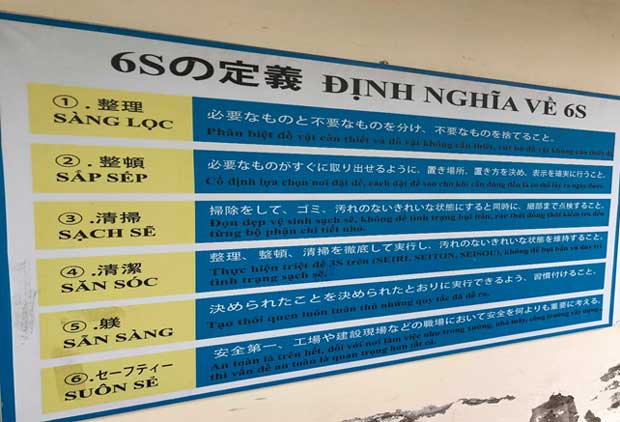 6Sの定義 ĐỊNH NGHĨA VỀ 6S
①.整理
SÀNG LỌC
必要なものと不要なものを分け、不要なものを捨てること。
Phân biệt đồ vật cần thiết và đồ vật không cần thiết, vứt bỏ đồ vật không cần thiết đi
②.整頓
SẮP SẾP
必要なものがすぐに取り出せるように、置き場所、置き方を決め、表示を確実に行うこと。
Cố định lựa chọn nơi đặt để, cách đặt để sao cho khi cần dùng đến là có thể lấy ra ngay được.
③.清掃
SẠCH SẼ
掃除をして、ゴミ、汚れのないきれいな状態にすると同時に、細部まで点検すること。
Dọn dẹp vệ sinh sạch sẽ, không để tình trạng bụi bẩn, rác thải đồng thời kiểm tra đến
từng bộ phận chi tiết nhỏ.
④.清潔
SĂN SÓC
整理、整頓、清掃を徹底して実行し、汚れのないきれいな状態を維持すること。
Thực hiện triệt để 3S trên (SEIRI, SEITON, SEISOU), không để bụi bẩn và duy trì
tình trạng sạch sẽ.
⑤.躾
SẴN SÀNG
決められたことを決められたとおりに実行できるよう、習慣付けること。
Tạo thói quen luôn tuân thủ những quy tắc đã đề ra.
⑥.セーフティー
SUÔN SẺ
安全第一、工場や建設現場などの職場において安全を何よりも重要に考える。
An toàn là trên hết, đối với nơi làm việc như trong xưởng, nhà máy, công trường xây dựng
thì vấn đề an toàn là quan trọng hơn tất cả.